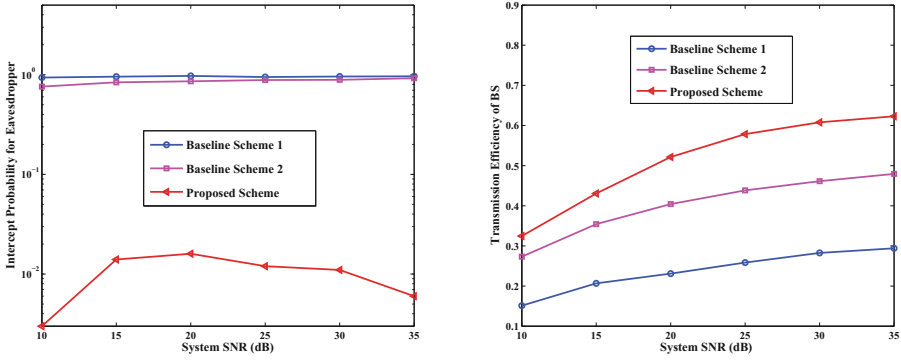 Intercept Probability for Eavesdropper
10^0
10^-1
10^-2
Baseline Scheme 1
Baseline Scheme 2
Proposed Scheme
10 15 20 25 30 35
System SNR (dB)
Transmission Efficiency of BS
0.9
0.8
0.7
0.6
0.5
0.4
0.3
0.2
0.1
Baseline Scheme 1
Baseline Scheme 2
Proposed Scheme
10 15 20 25 30 35
System SNR (dB)